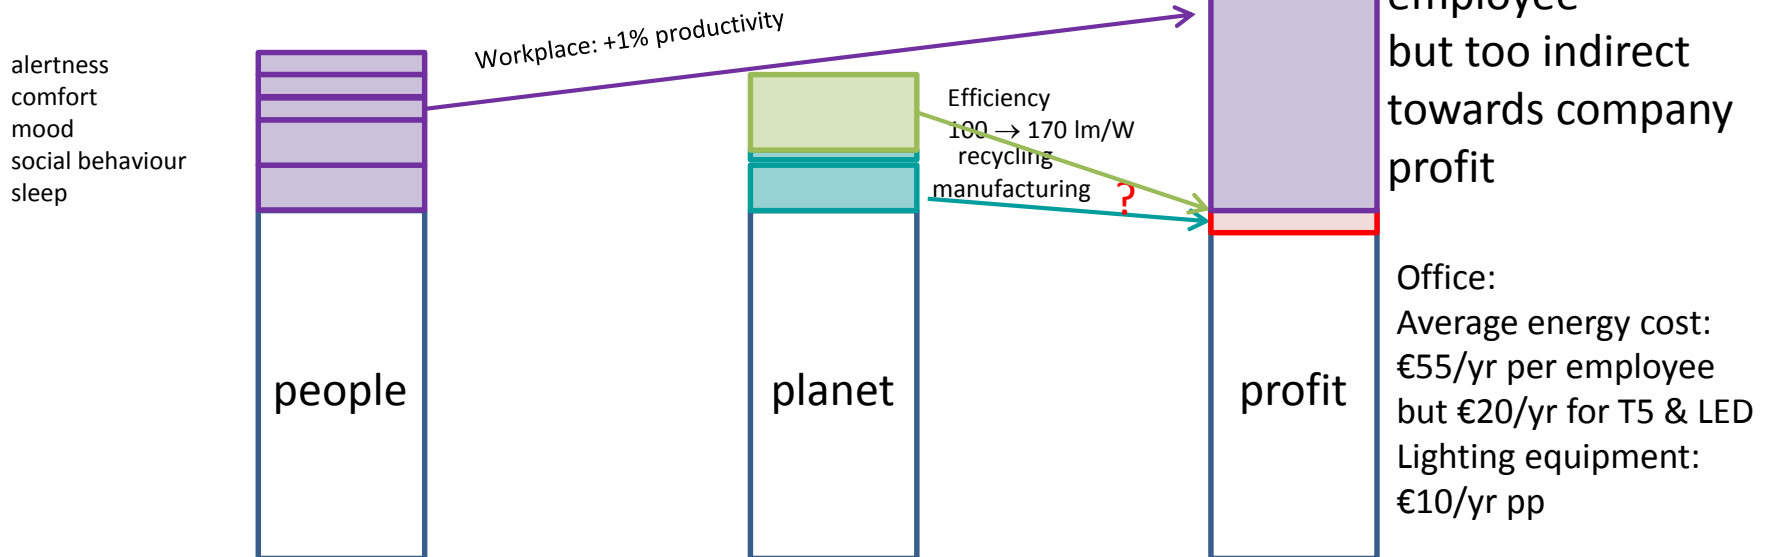 employee
but too indirect
towards company
profit
Workplace: +1% productivity
alertness
comfort
mood
social behaviour
sleep
Efficiency
100 → 170 lm/W
recycling
manufacturing
?
people
planet
profit
Office:
Average energy cost:
€55/yr per employee
but €20/yr for T5 & LED
Lighting equipment:
€10/yr pp